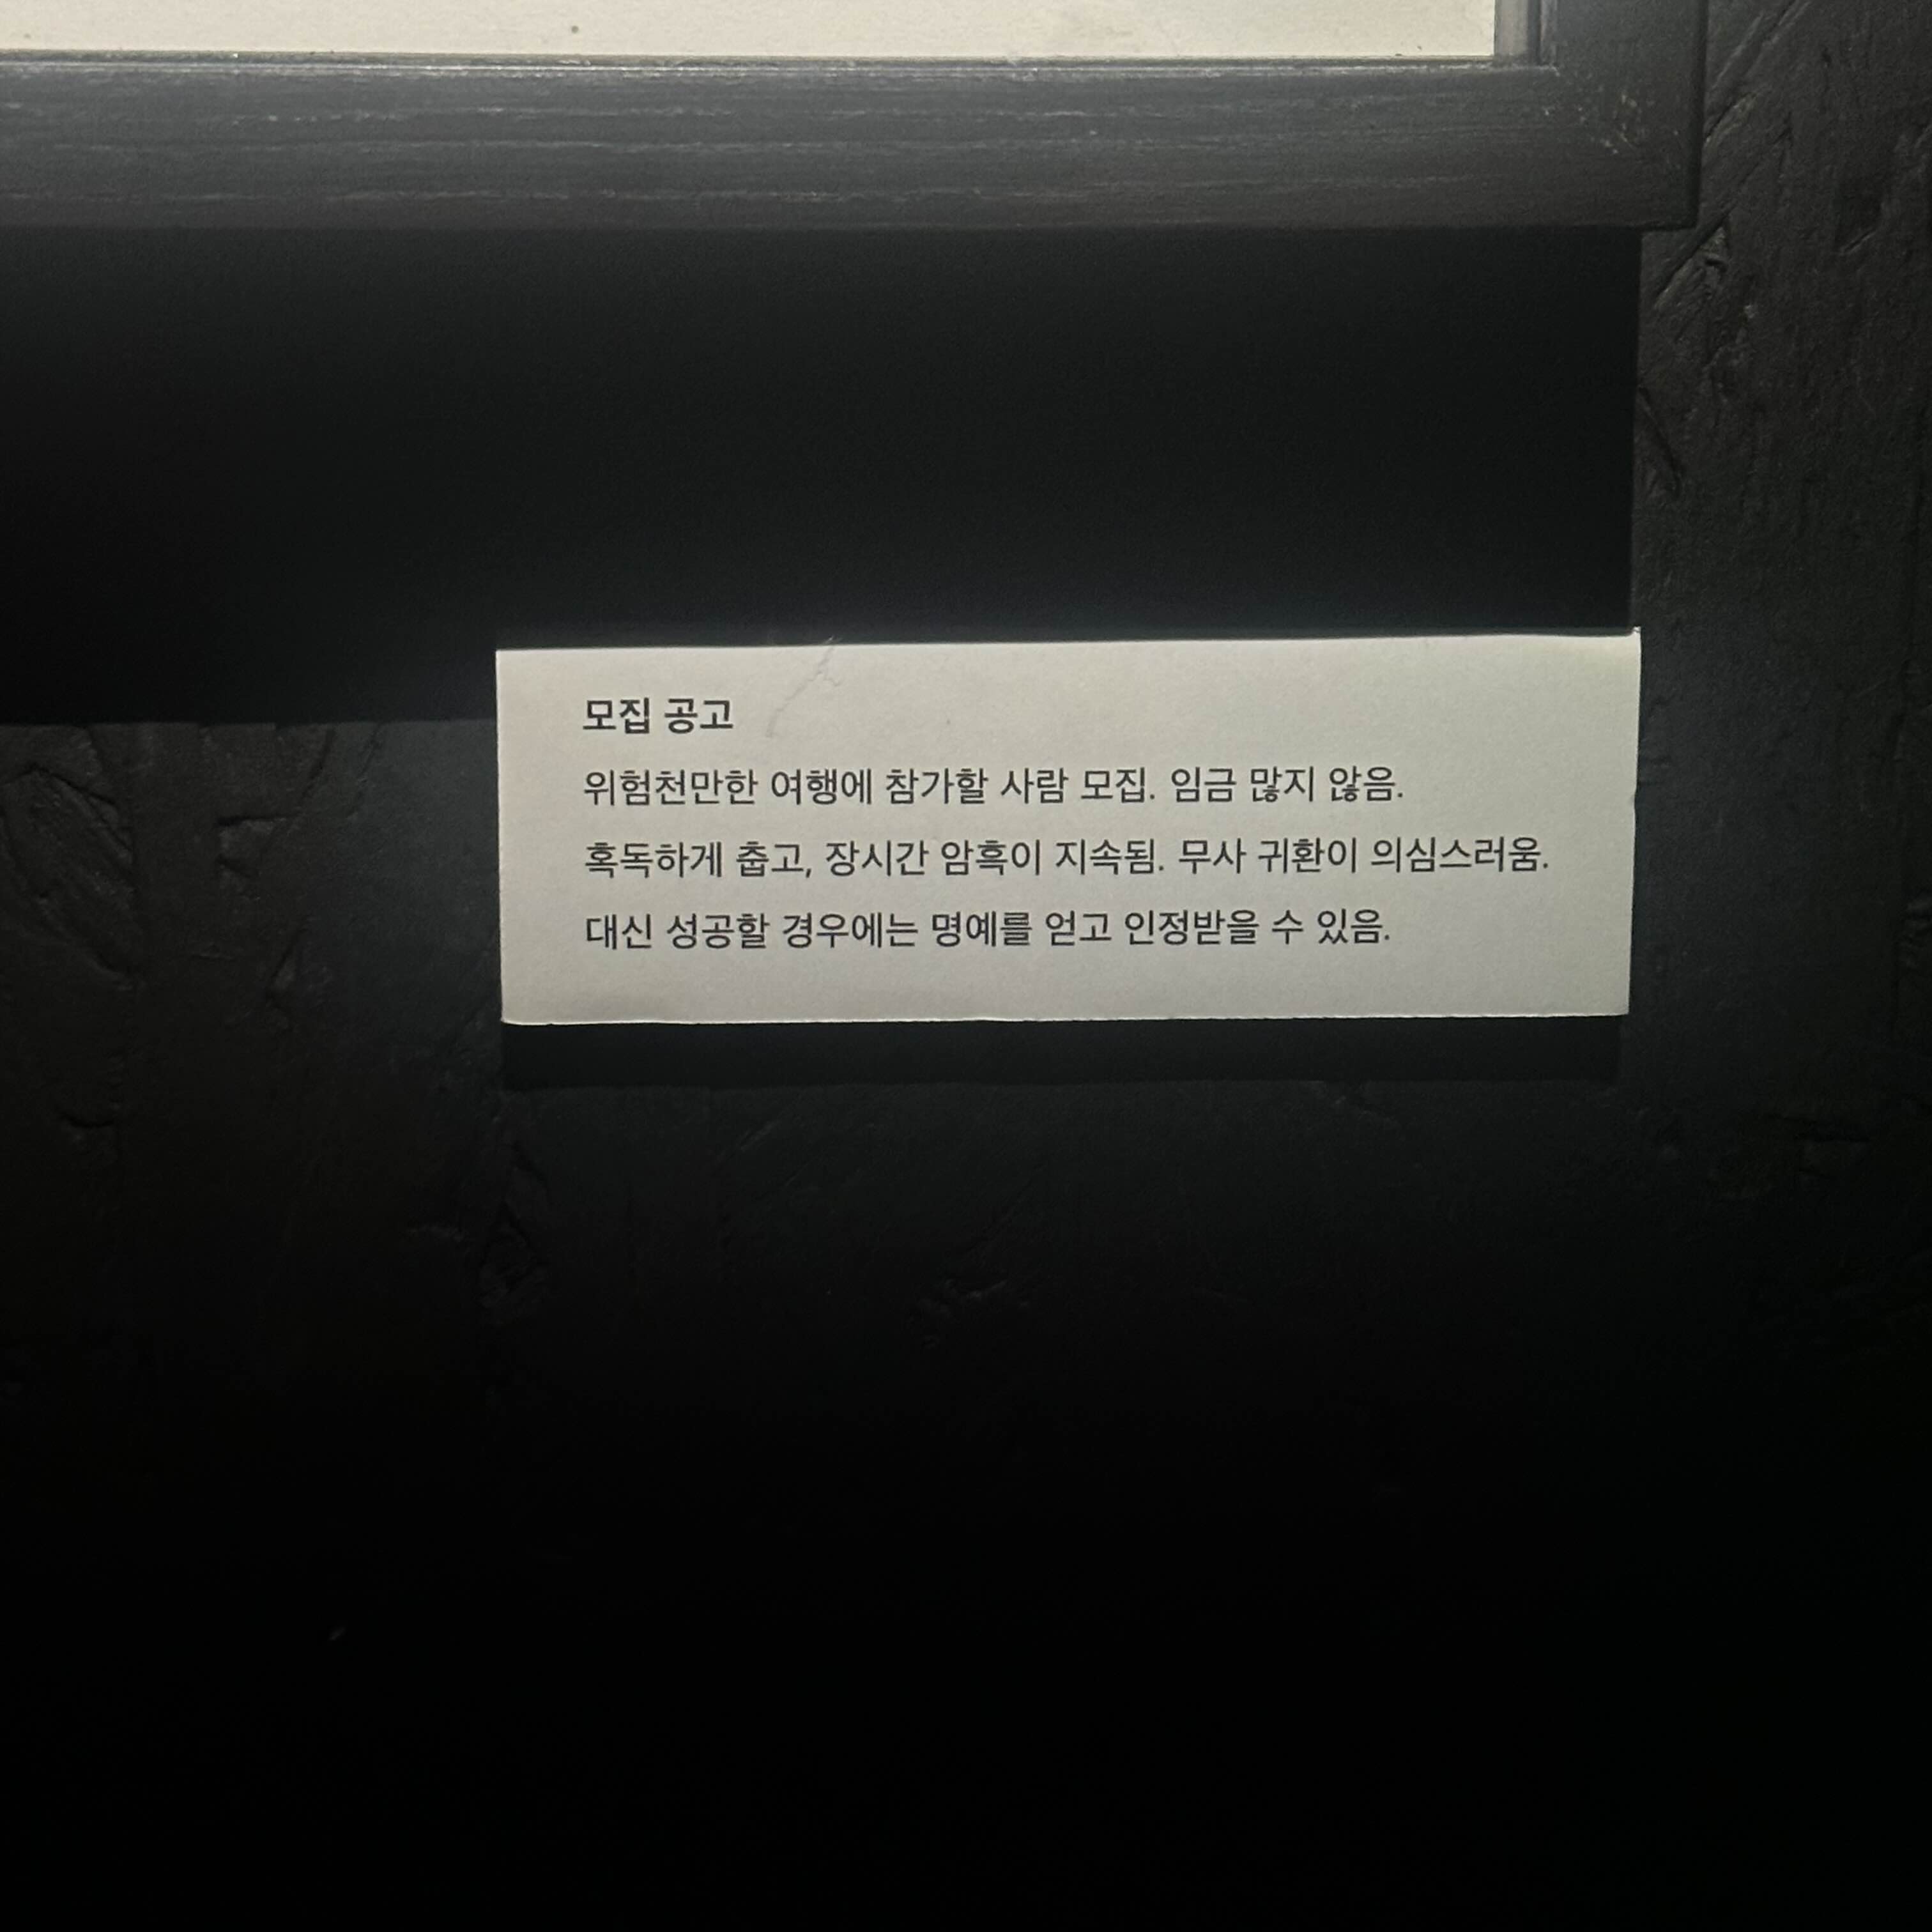 모집 공고
위험천만한 여행에 참가할 사람 모집. 임금 많지 않음.
혹독하게 춥고, 장시간 암흑이 지속됨. 무사 귀환이 의심스러움.
대신 성공할 경우에는 명예를 얻고 인정받을 수 있음.